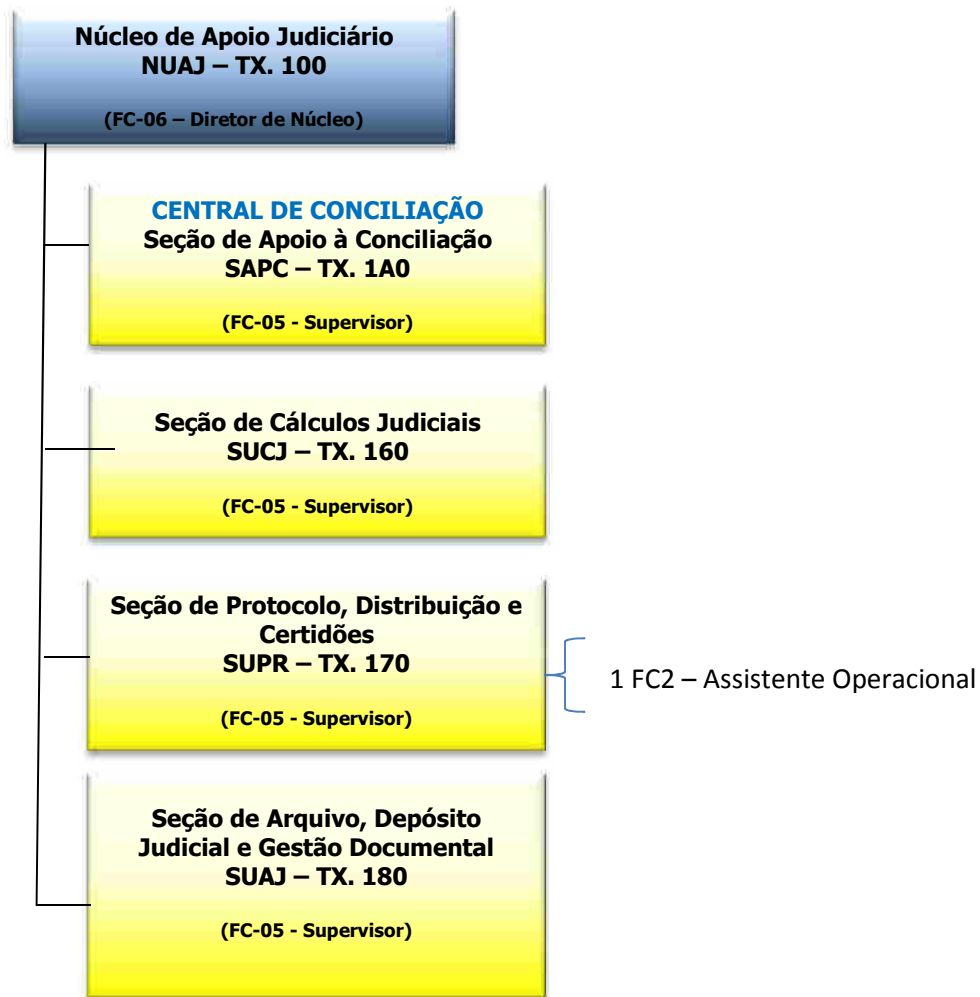 Núcleo de Apoio Judiciário
NUAJ – TX. 100
(FC-06 – Diretor de Núcleo)
CENTRAL DE CONCILIAÇÃO
Seção de Apoio à Conciliação
SAPC – TX. 1A0
(FC-05 - Supervisor)
Seção de Cálculos Judiciais
SUCJ – TX. 160
(FC-05 - Supervisor)
Seção de Protocolo, Distribuição e
Certidões
SUPR – TX. 170
(FC-05 - Supervisor)
1 FC2 – Assistente Operacional
Seção de Arquivo, Depósito
Judicial e Gestão Documental
SUAJ – TX. 180
(FC-05 - Supervisor)